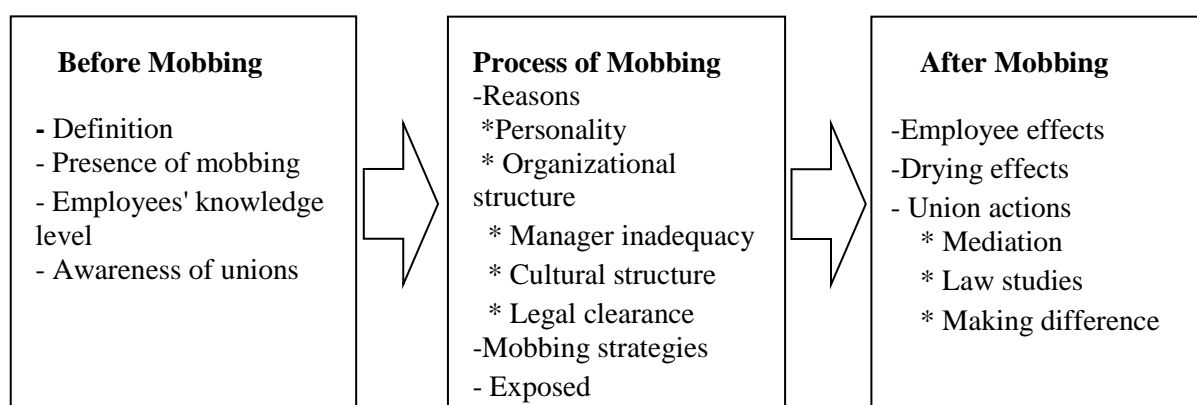 Before Mobbing
- Definition
- Presence of mobbing
- Employees' knowledge
level
- Awareness of unions
Process of Mobbing
-Reasons
*Personality
* Organizational
structure
* Manager inadequacy
* Cultural structure
* Legal clearance
-Mobbing strategies
- Exposed
After Mobbing
-Employee effects
-Drying effects
- Union actions
* Mediation
* Law studies
* Making difference